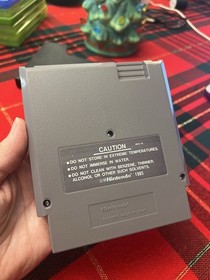 CAUTION
• DO NOT STORE IN EXTREME TEMPERATURES.
• DO NOT IMMERSE IN WATER.
• DO NOT CLEAN WITH BENZENE, THINNER,
ALCOHOL OR OTHER SUCH SOLVENTS.
Nintendo 1985